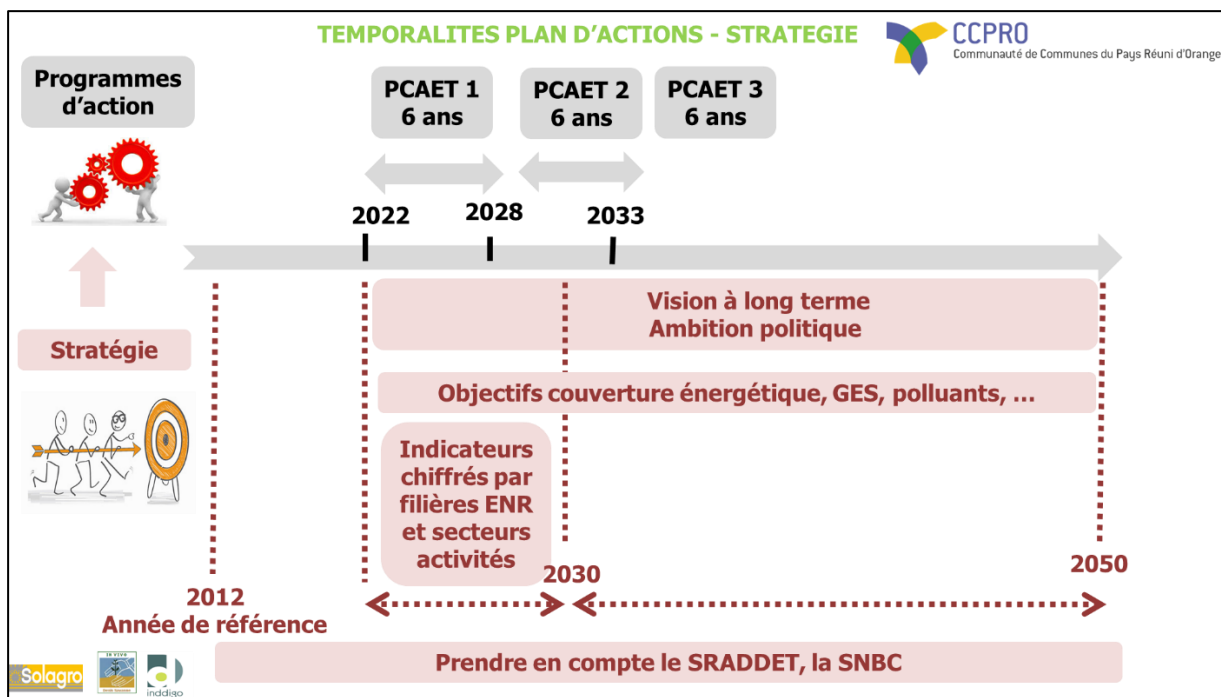 TEMPORALITES PLAN D'ACTIONS - STRATEGIE
CCPRO
Communauté de Communes du Pays Réuni d'Orange
Programmes
d'action
PCAET 1
6 ans
PCAET 2
6 ans
PCAET 3
6 ans
2022
2028
2033
Vision à long terme
Ambition politique
Stratégie
Objectifs couverture énergétique, GES, polluants, ...
Indicateurs
chiffrés par
filières ENR
et secteurs
activités
2012
Année de référence
2030
2050
Prendre en compte le SRADDET, la SNBC
Solagro
IN VIVO
inddigo